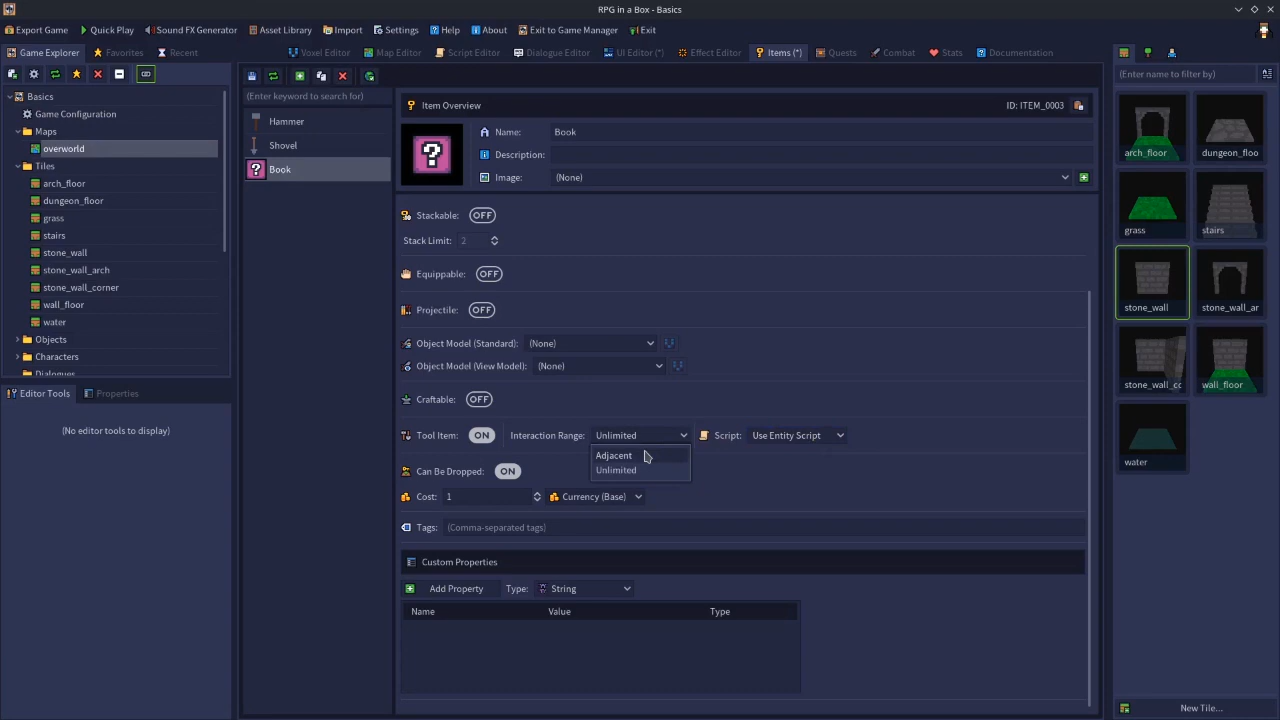 RPG in a Box - Basics
Export Game Quick Play Sound FX Generator Asset Library Import Settings Help About Exit to Game Manager Exit
Game Explorer Favorites Recent Voxel Editor Map Editor Script Editor Dialogue Editor UI Editor (*) Effect Editor Items (*) Quests Combat Stats Documentation
(Enter name to filter by)
Basics
Game Configuration
Maps
overworld
Tiles
arch_floor
dungeon_floor
grass
stairs
stone_wall
stone_wall_arch
stone_wall_corner
wall_floor
water
Objects
Characters
Dialogues
Editor Tools Properties
(No editor tools to display)
(Enter keyword to search for)
Hammer
Shovel
Book
Item Overview ID: ITEM_0003
Name: Book
Description:
Image: (None)
Stackable: OFF
Stack Limit: 2
Equippable: OFF
Projectile: OFF
Object Model (Standard): (None)
Object Model (View Model): (None)
Craftable: OFF
Tool Item: ON Interaction Range: Unlimited Script: Use Entity Script
Adjacent
Unlimited
Can Be Dropped: ON
Cost: 1 Currency (Base)
Tags: (Comma-separated tags)
Custom Properties
Add Property Type: String
Name Value Type
arch_floor dungeon_floo
grass stairs
stone_wall stone_wall_ar
stone_wall_cc wall_floor
water
New Tile...